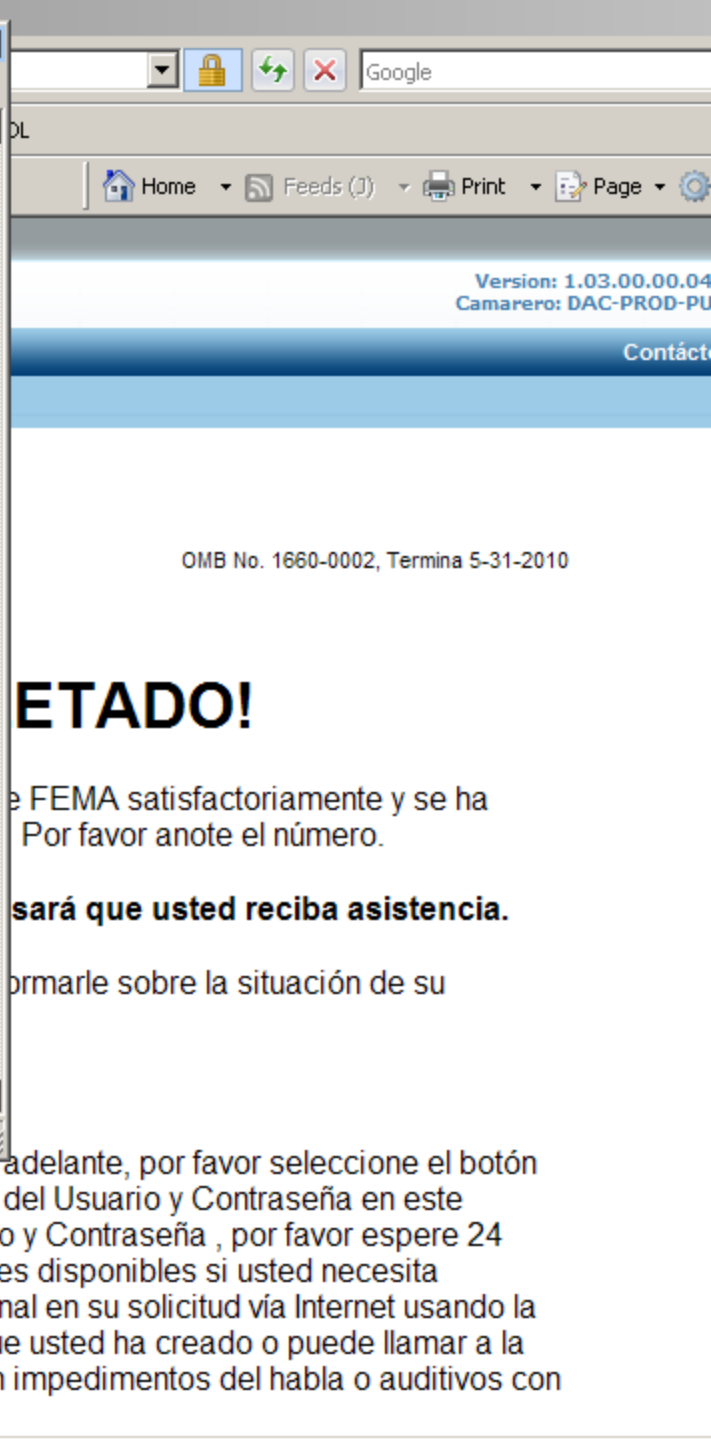 Google
OL
Home Feeds (J) Print Page
Version: 1.03.00.00.04
Camarero: DAC-PROD-PU
Contácto
OMB No. 1660-0002, Termina 5-31-2010
ETADO!
e FEMA satisfactoriamente y se ha
Por favor anote el número.
sará que usted reciba asistencia.
ormarle sobre la situación de su
adelante, por favor seleccione el botón
del Usuario y Contraseña en este
o y Contraseña , por favor espere 24
es disponibles si usted necesita
nal en su solicitud vía Internet usando la
ue usted ha creado o puede llamar a la
n impedimentos del habla o auditivos con